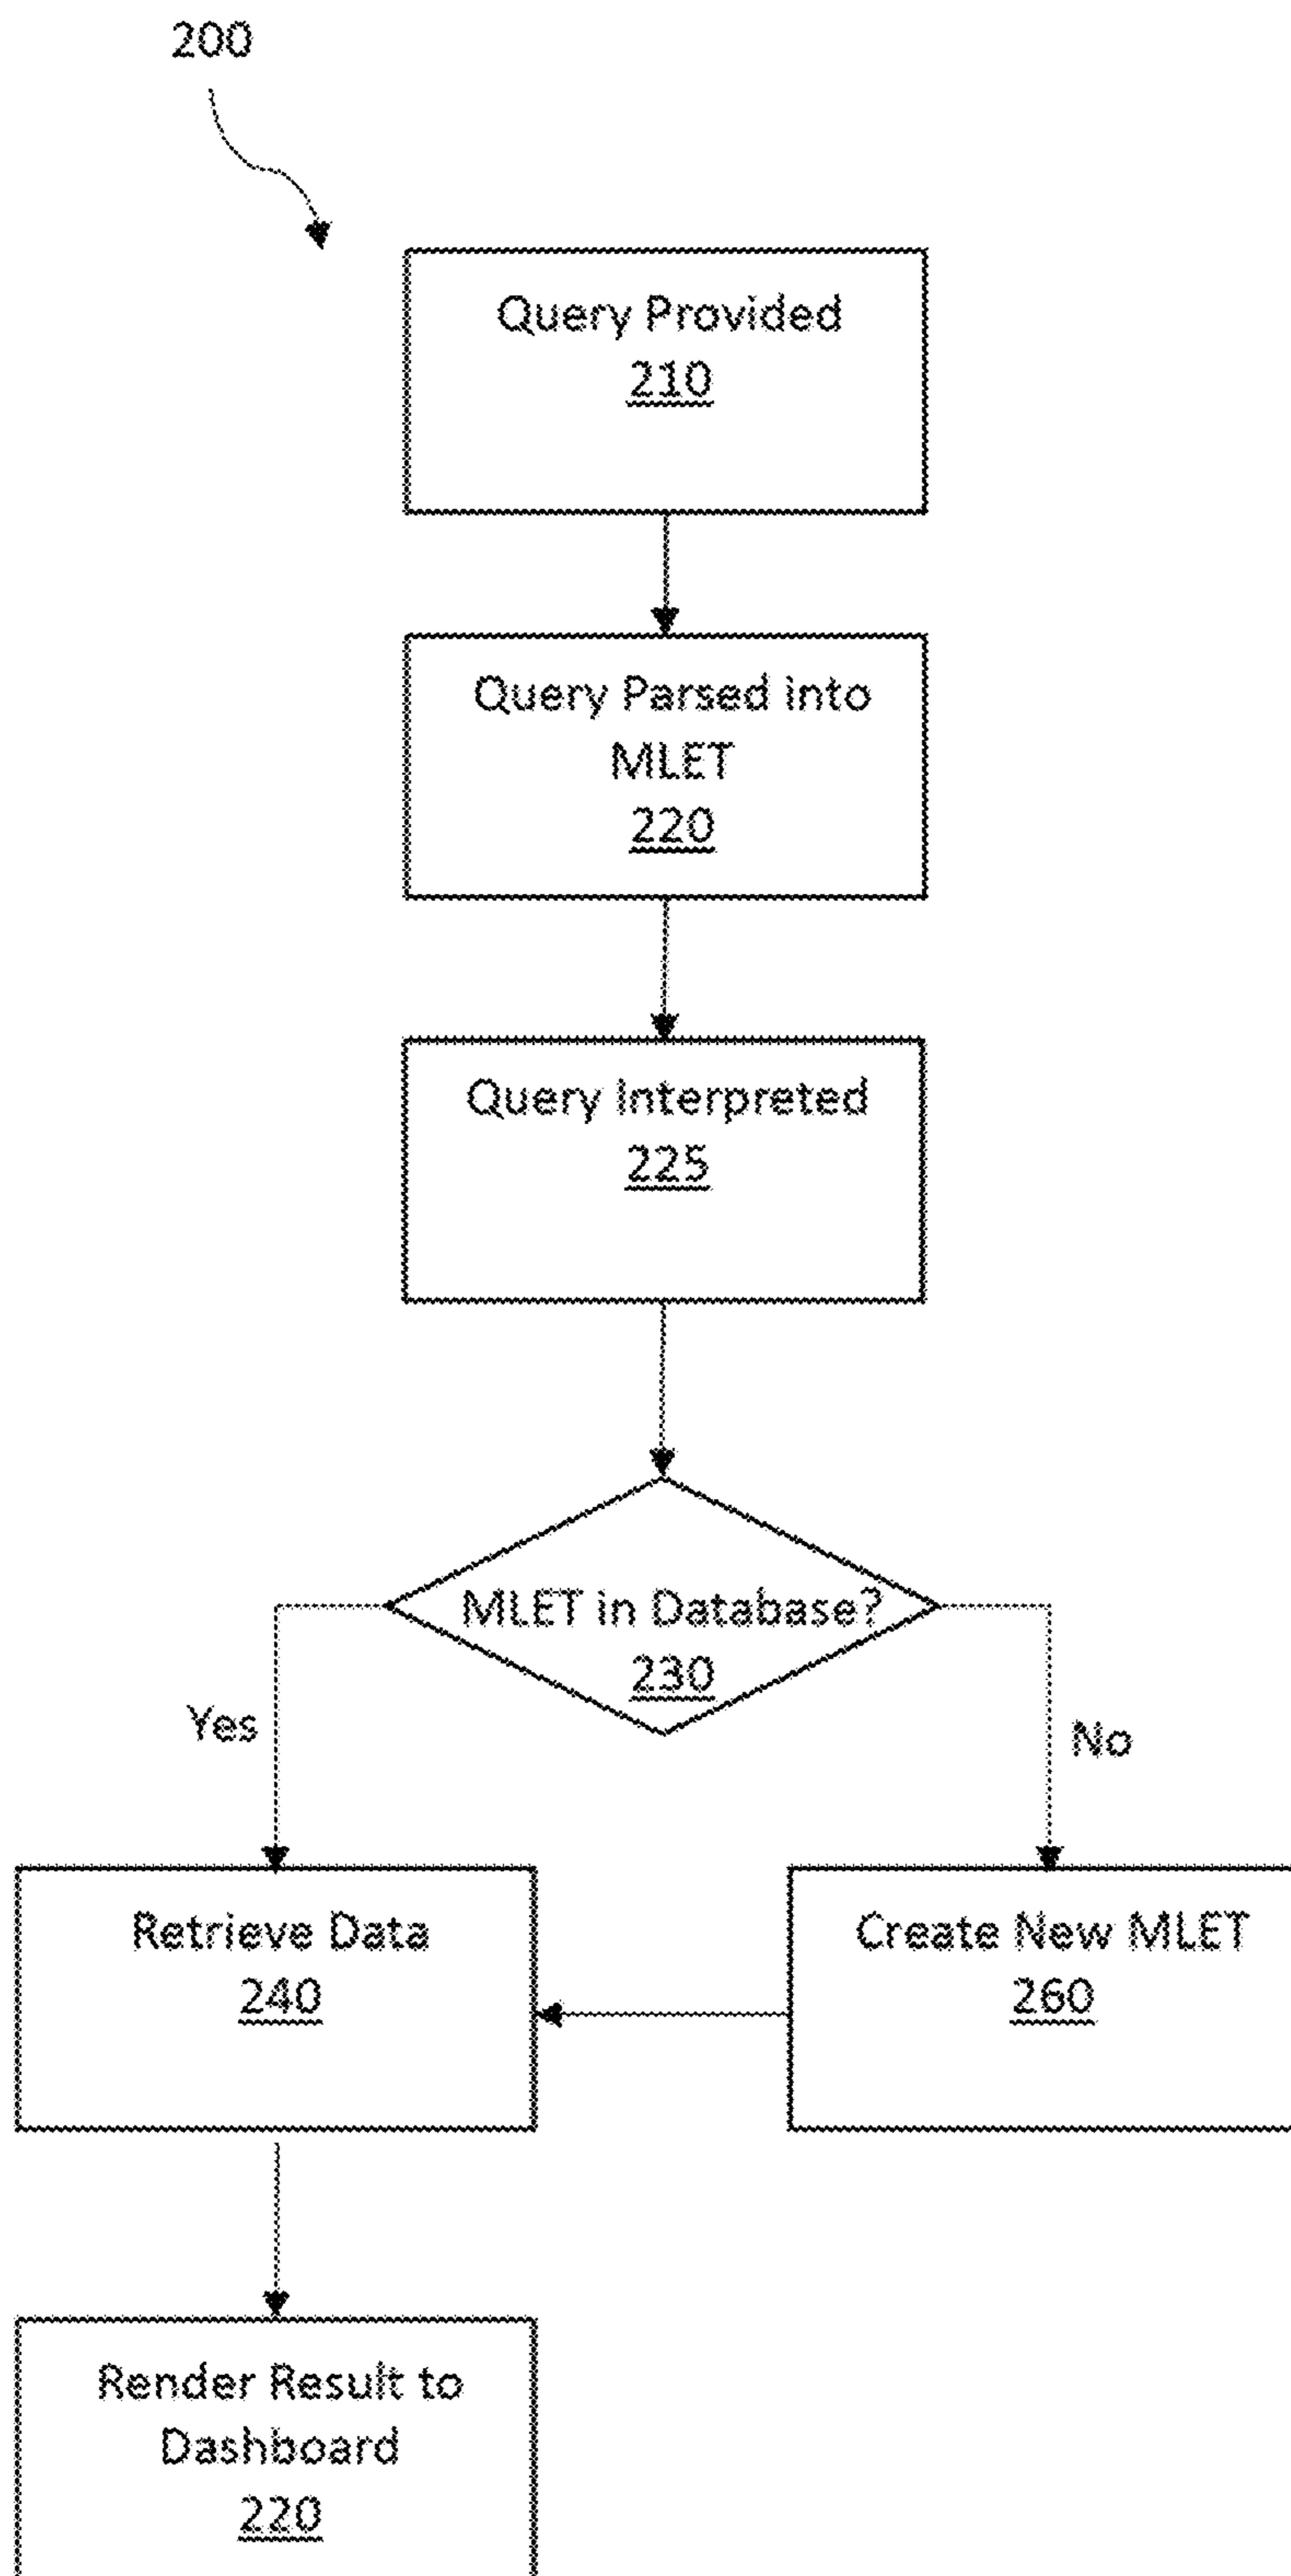 200
Query Provided
210
Query Parsed into
MLET
220
Query Interpreted
225
MLET in Database?
230
Yes
No
Retrieve Data
240
Create New MLET
260
Render Result to
Dashboard
220